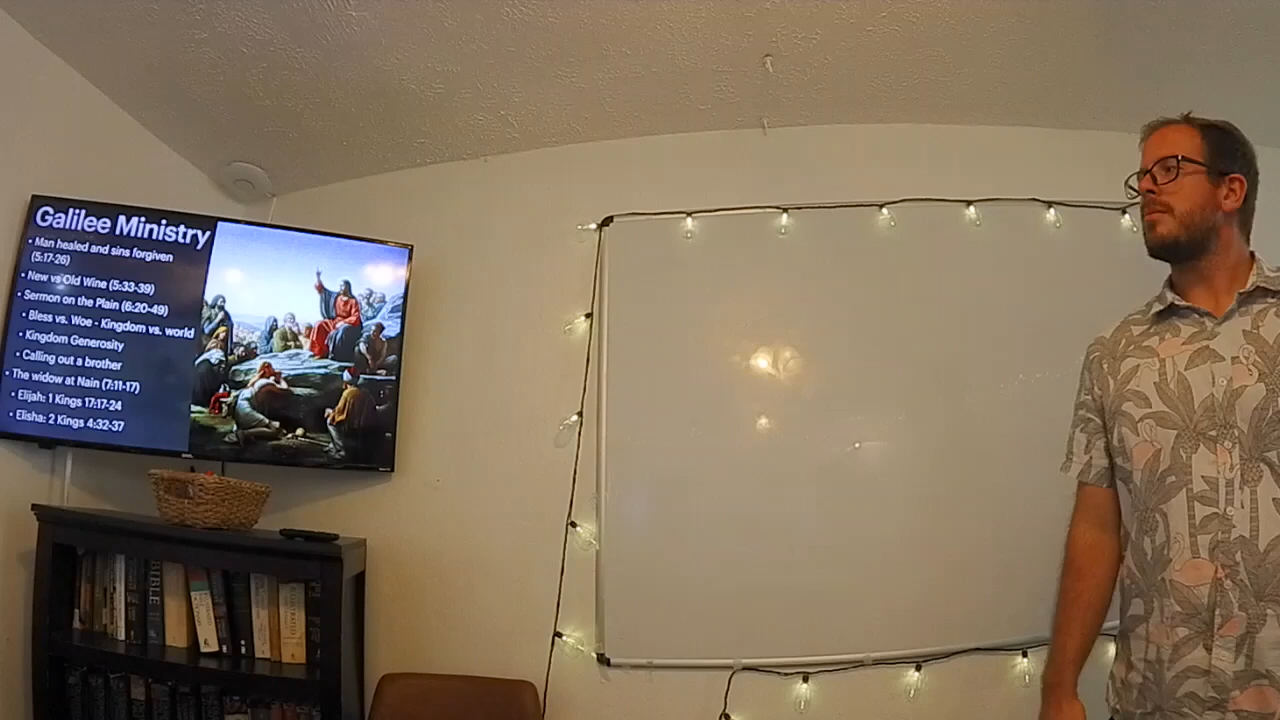 Galilee Ministry
• Man healed and sins forgiven
(5:17-26)
• New vs Old Wine (5:33-39)
• Sermon on the Plain (6:20-49)
• Bless vs. Woe - Kingdom vs. world
• Kingdom Generosity
• Calling out a brother
• The widow at Nain (7:11-17)
• Elijah: 1 Kings 17:17-24
• Elisha: 2 Kings 4:32-37
BIBLE